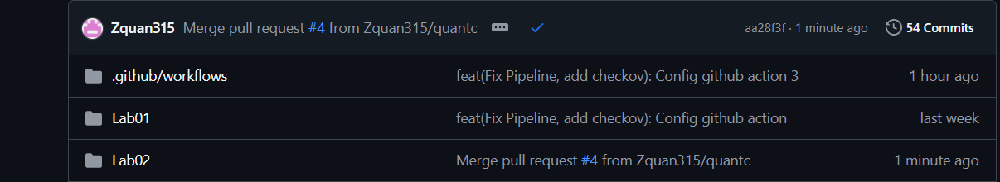 Zquan315 Merge pull request #4 from Zquan315/quantc aa28f3f · 1 minute ago 54 Commits
.github/workflows feat(Fix Pipeline, add checkov): Config github action 3 1 hour ago
Lab01 feat(Fix Pipeline, add checkov): Config github action last week
Lab02 Merge pull request #4 from Zquan315/quantc 1 minute ago